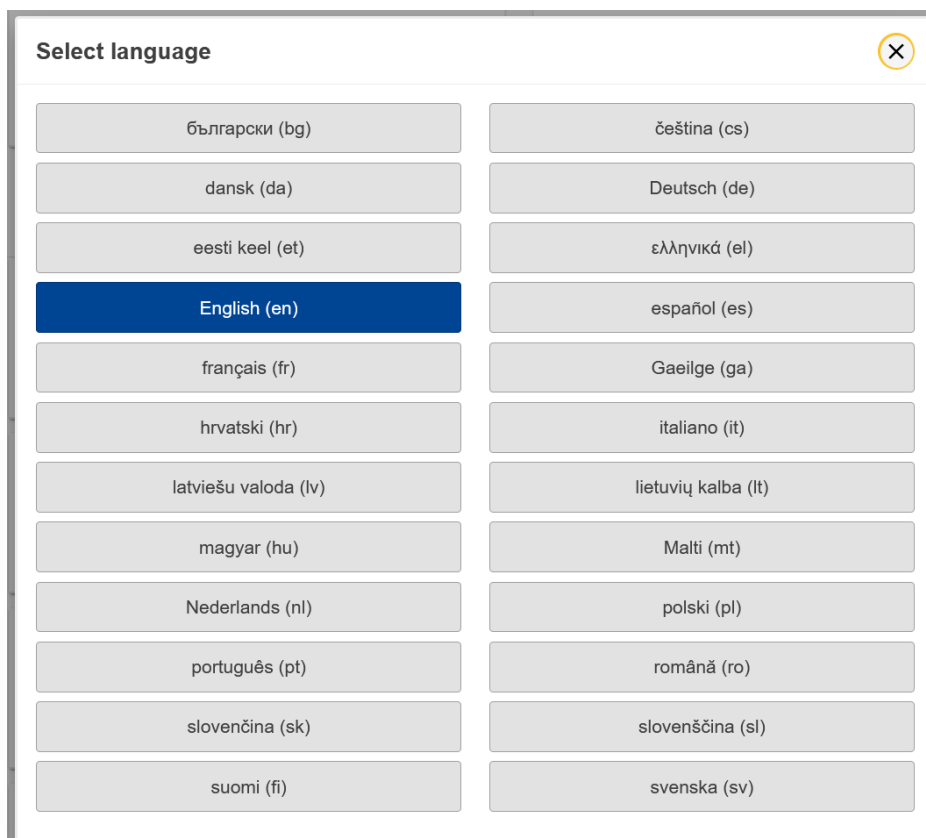 Select language
български (bg)
čeština (cs)
dansk (da)
Deutsch (de)
eesti keel (et)
ελληνικά (el)
English (en)
español (es)
français (fr)
Gaeilge (ga)
hrvatski (hr)
italiano (it)
latviešu valoda (lv)
lietuvių kalba (lt)
magyar (hu)
Malti (mt)
Nederlands (nl)
polski (pl)
português (pt)
română (ro)
slovenčina (sk)
slovenščina (sl)
suomi (fi)
svenska (sv)